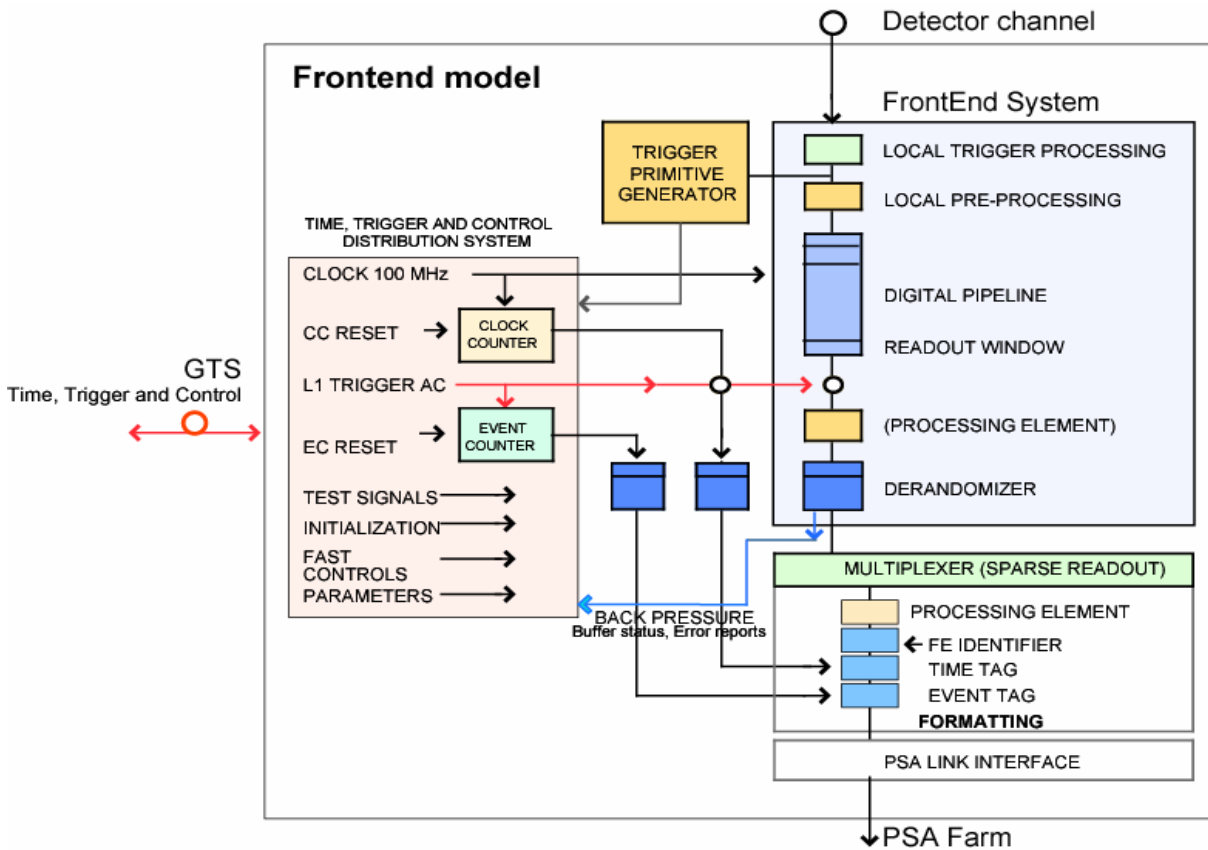 Detector channel
Frontend model
FrontEnd System
TRIGGER
PRIMITIVE
GENERATOR
LOCAL TRIGGER PROCESSING
LOCAL PRE-PROCESSING
TIME, TRIGGER AND CONTROL
DISTRIBUTION SYSTEM
CLOCK 100 MHz
DIGITAL PIPELINE
CC RESET
CLOCK
COUNTER
READOUT WINDOW
GTS
Time, Trigger and Control
L1 TRIGGER AC
EC RESET
EVENT
COUNTER
(PROCESSING ELEMENT)
DERANDOMIZER
TEST SIGNALS
INITIALIZATION
FAST
CONTROLS
PARAMETERS
BACK PRESSURE
Buffer status, Error reports
MULTIPLEXER (SPARSE READOUT)
PROCESSING ELEMENT
FE IDENTIFIER
TIME TAG
EVENT TAG
FORMATTING
PSA LINK INTERFACE
PSA Farm